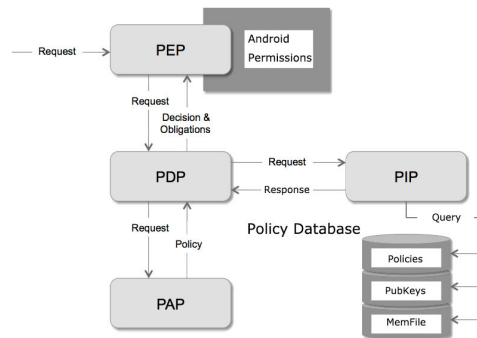 Request
PEP
Android
Permissions
Request
Decision &
Obligations
PDP
Request
Response
PIP
Request
Policy
Policy Database
Query
PAP
Policies
PubKeys
MemFile